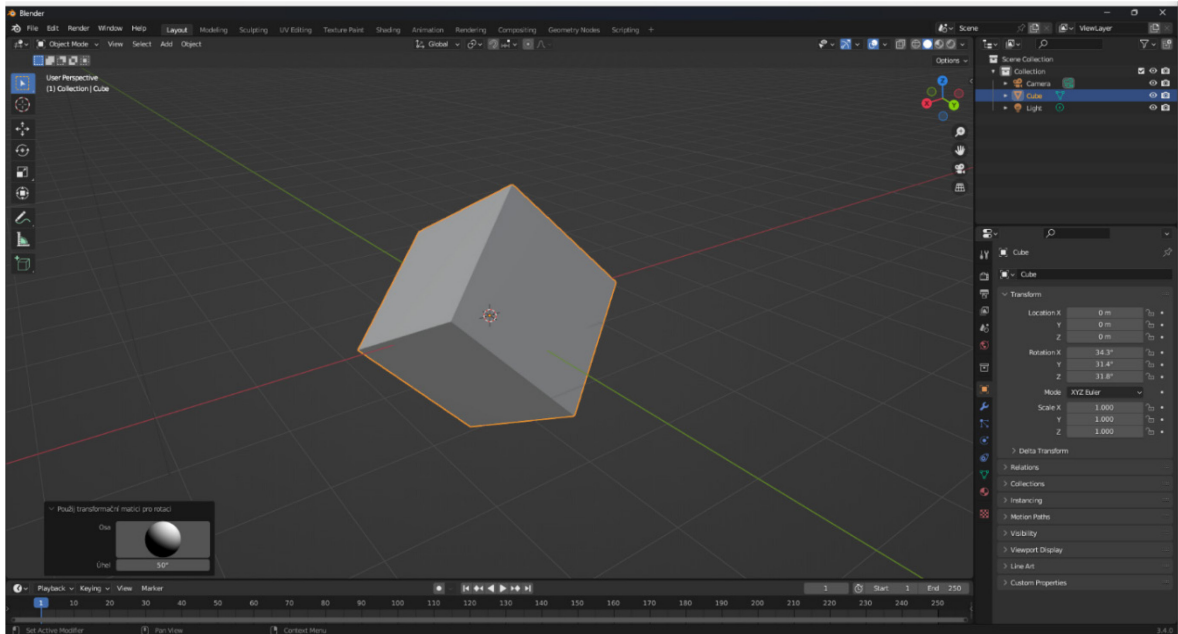 Blender
File Edit Render Window Help Layout Modeling Sculpting UV Editing Texture Paint Shading Animation Rendering Compositing Geometry Nodes Scripting + Scene ViewLayer
Object Mode View Select Add Object Global
Options
User Perspective
(1) Collection | Cube
Z
X
Y
Scene Collection
Collection
Camera
Cube
Light
Cube
Cube
Transform
Location X 0 m
Y 0 m
Z 0 m
Rotation X 34.3°
Y 31.4°
Z 31.8°
Mode XYZ Euler
Scale X 1.000
Y 1.000
Z 1.000
Delta Transform
Relations
Collections
Instancing
Motion Paths
Visibility
Viewport Display
Line Art
Custom Properties
Použij transformační matici pro rotaci
Osa
Úhel 50°
Playback Keying View Marker 1 Start 1 End 250
1 10 20 30 40 50 60 70 80 90 100 110 120 130 140 150 160 170 180 190 200 210 220 230 240 250
Set Active Modifier Pan View Context Menu 3.4.0